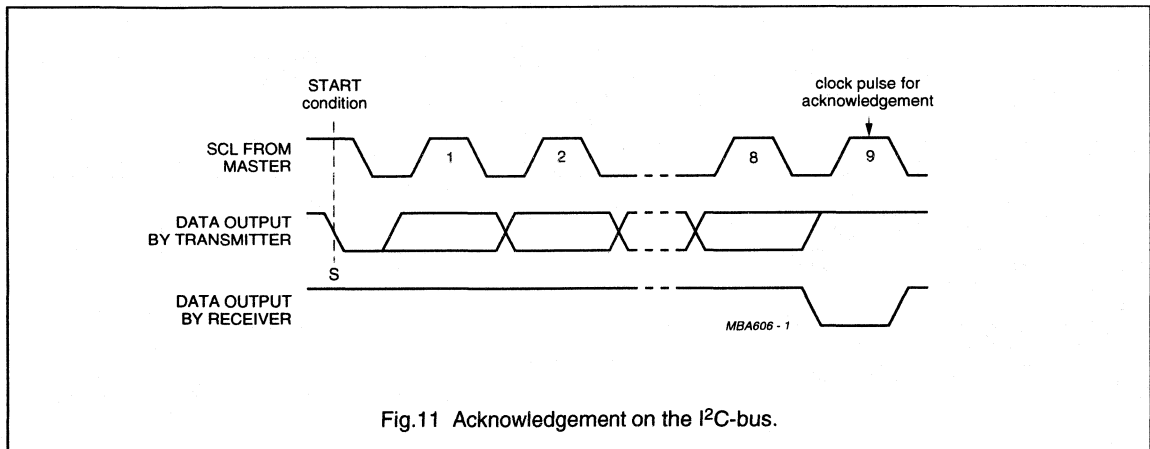 START
condition
clock pulse for
acknowledgement
SCL FROM
MASTER
1
2
8
9
DATA OUTPUT
BY TRANSMITTER
S
DATA OUTPUT
BY RECEIVER
MBA606 - 1
Fig.11 Acknowledgement on the I²C-bus.